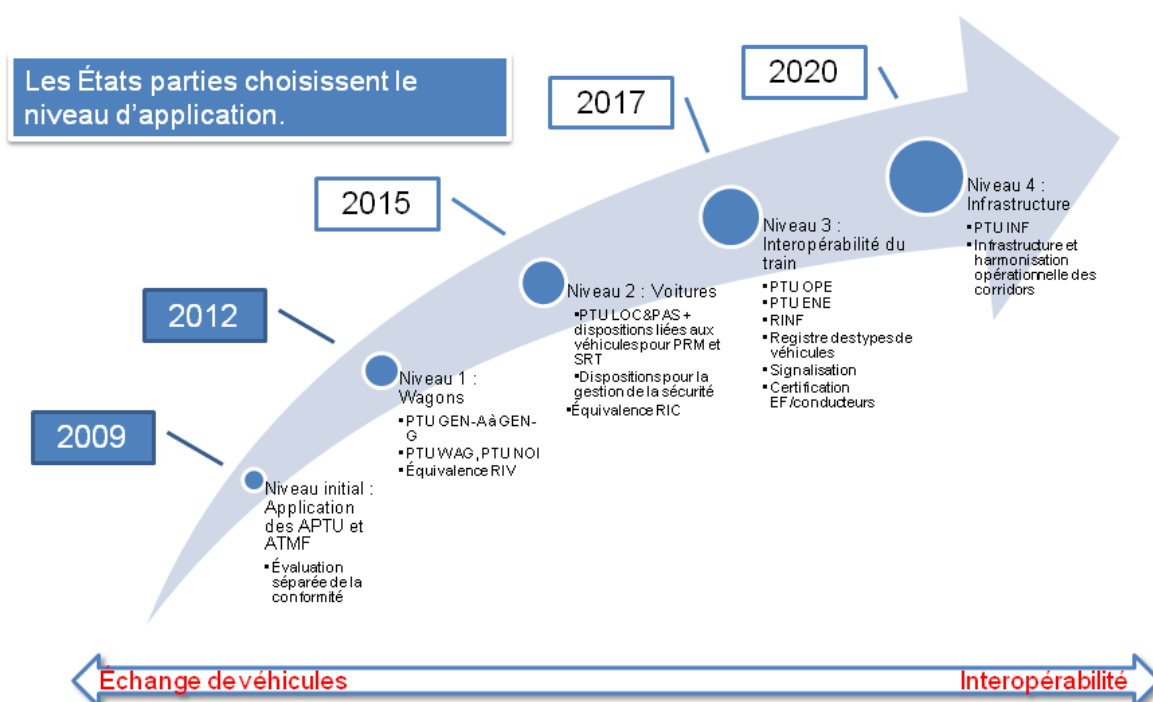 Les États parties choisissent le
niveau d'application.
2009
Niveau initial :
Application
des APTU et
ATMF
▪Évaluation
séparée de la
conformité
2012
Niveau 1 :
Wagons
▪PTU GEN-A à GEN-
G
▪PTU WAG, PTU NOI
▪Équivalence RIV
2015
Niveau 2 : Voitures
▪PTU LOC&PAS +
dispositions liées aux
véhicules pour PRM et
SRT
▪Dispositions pour la
gestion de la sécurité
▪Équivalence RIC
2017
Niveau 3 :
Interopérabilité du
train
▪PTU OPE
▪PTU ENE
▪RINF
▪Registre des types de
véhicules
▪Signalisation
▪Certification
EF/conducteurs
2020
Niveau 4 :
Infrastructure
▪PTU INF
▪Infrastructure et
harmonisation
opérationnelle des
corridors
Échange de véhicules
Interopérabilité